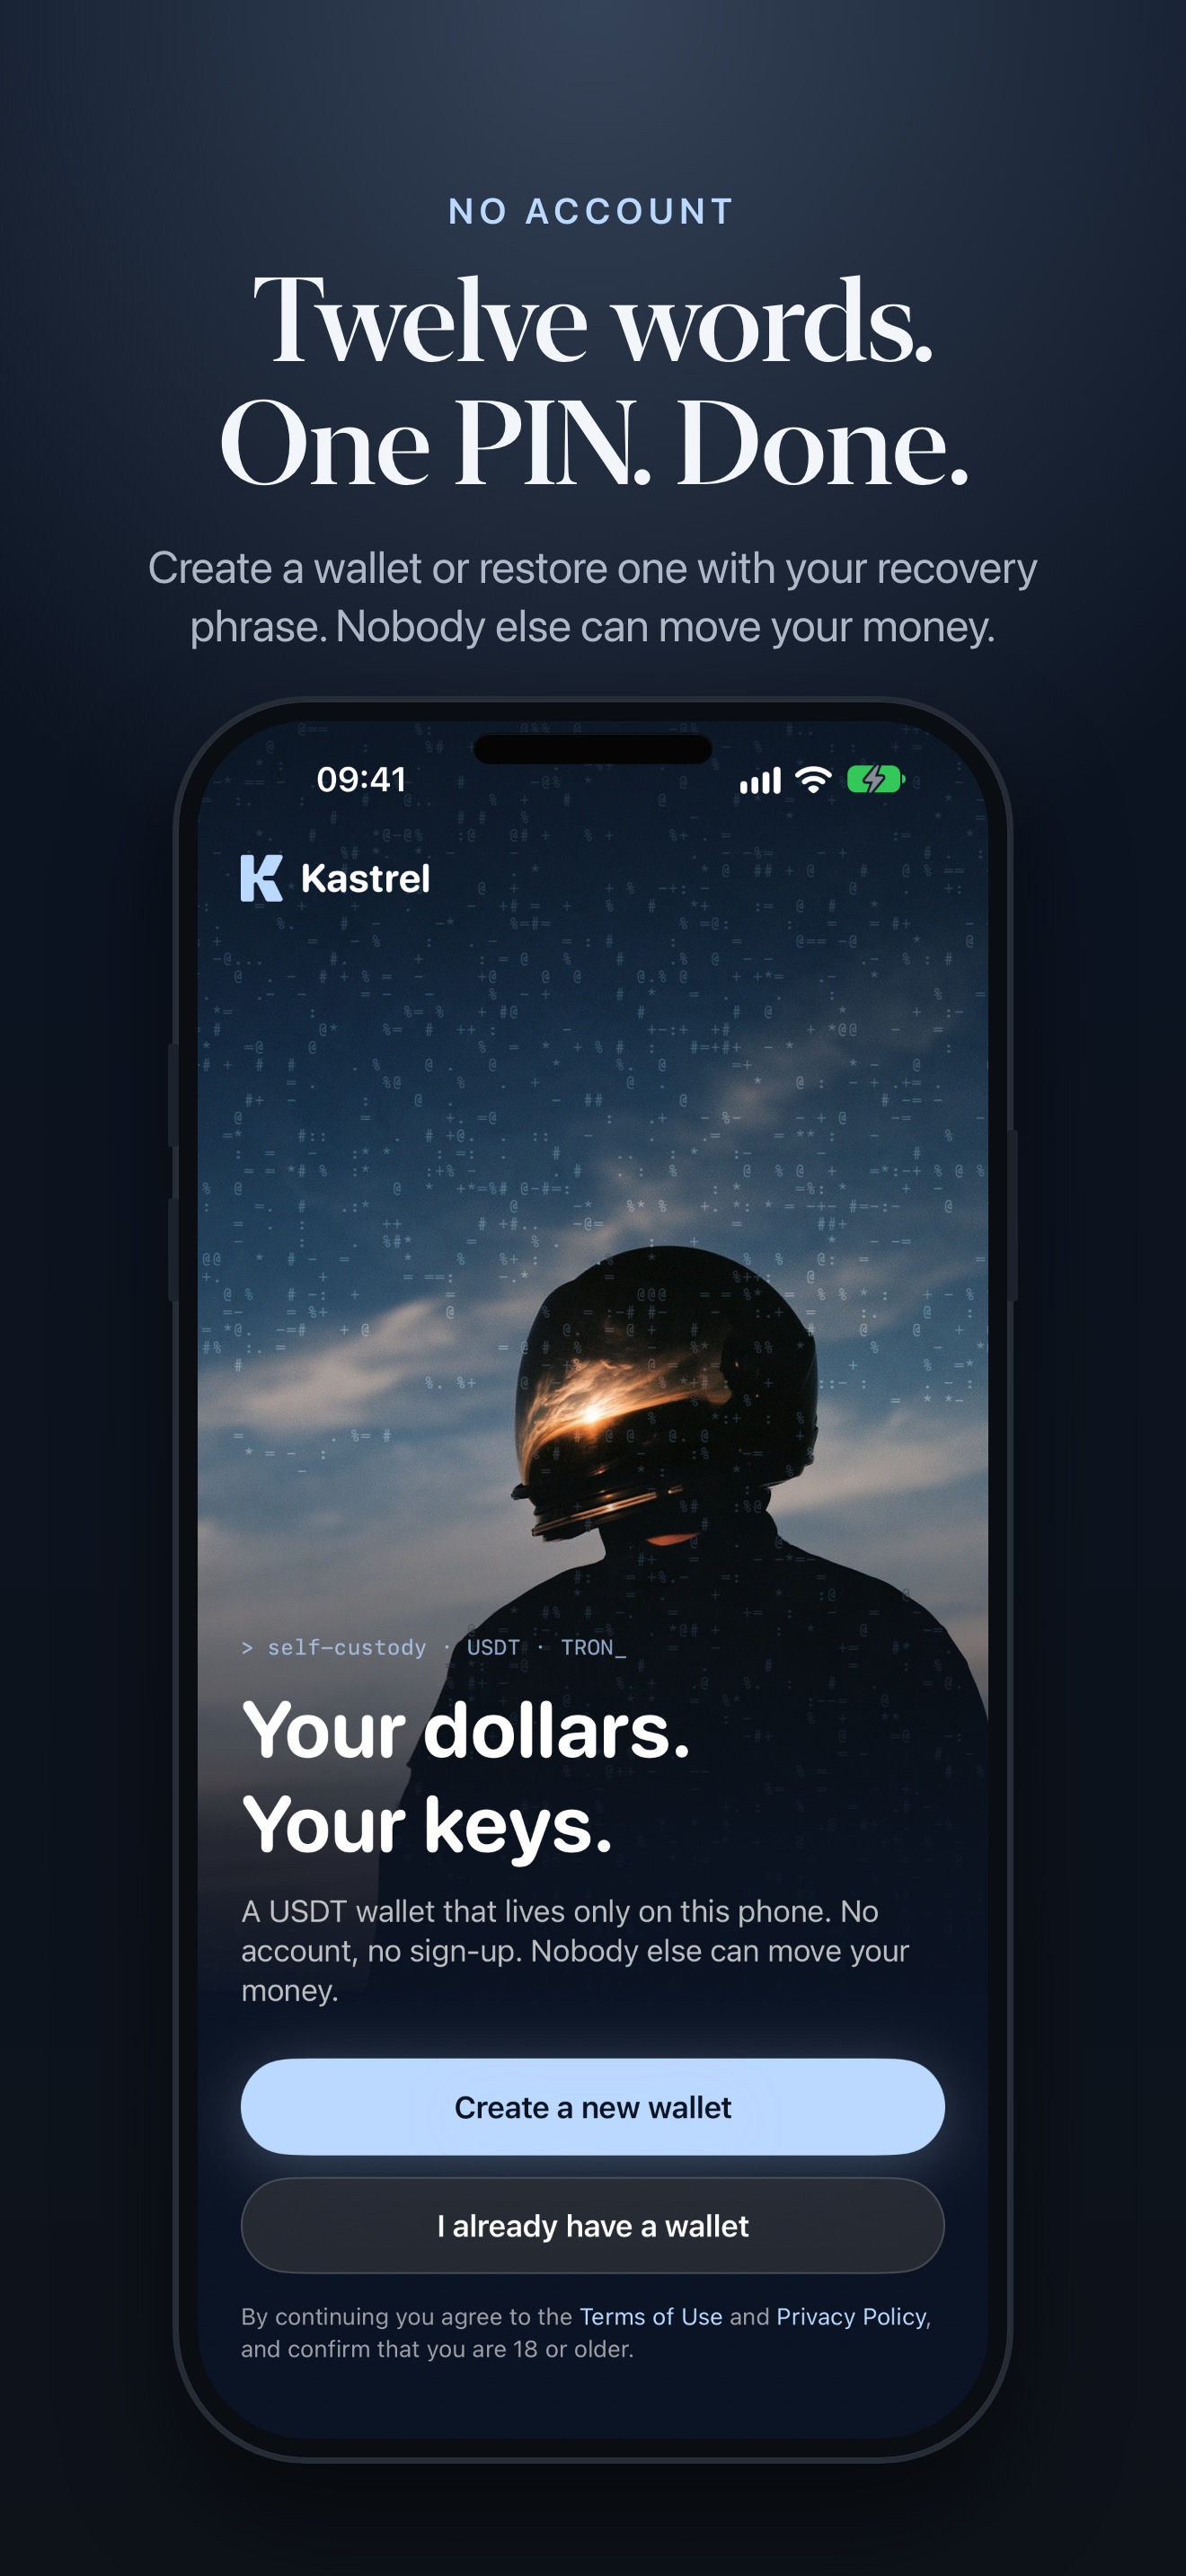 NO ACCOUNT
Twelve words.
One PIN. Done.
Create a wallet or restore one with your recovery
phrase. Nobody else can move your money.
09:41
Kastrel
> self-custody · USDT · TRON_
Your dollars.
Your keys.
A USDT wallet that lives only on this phone. No
account, no sign-up. Nobody else can move your
money.
Create a new wallet
I already have a wallet
By continuing you agree to the Terms of Use and Privacy Policy,
and confirm that you are 18 or older.